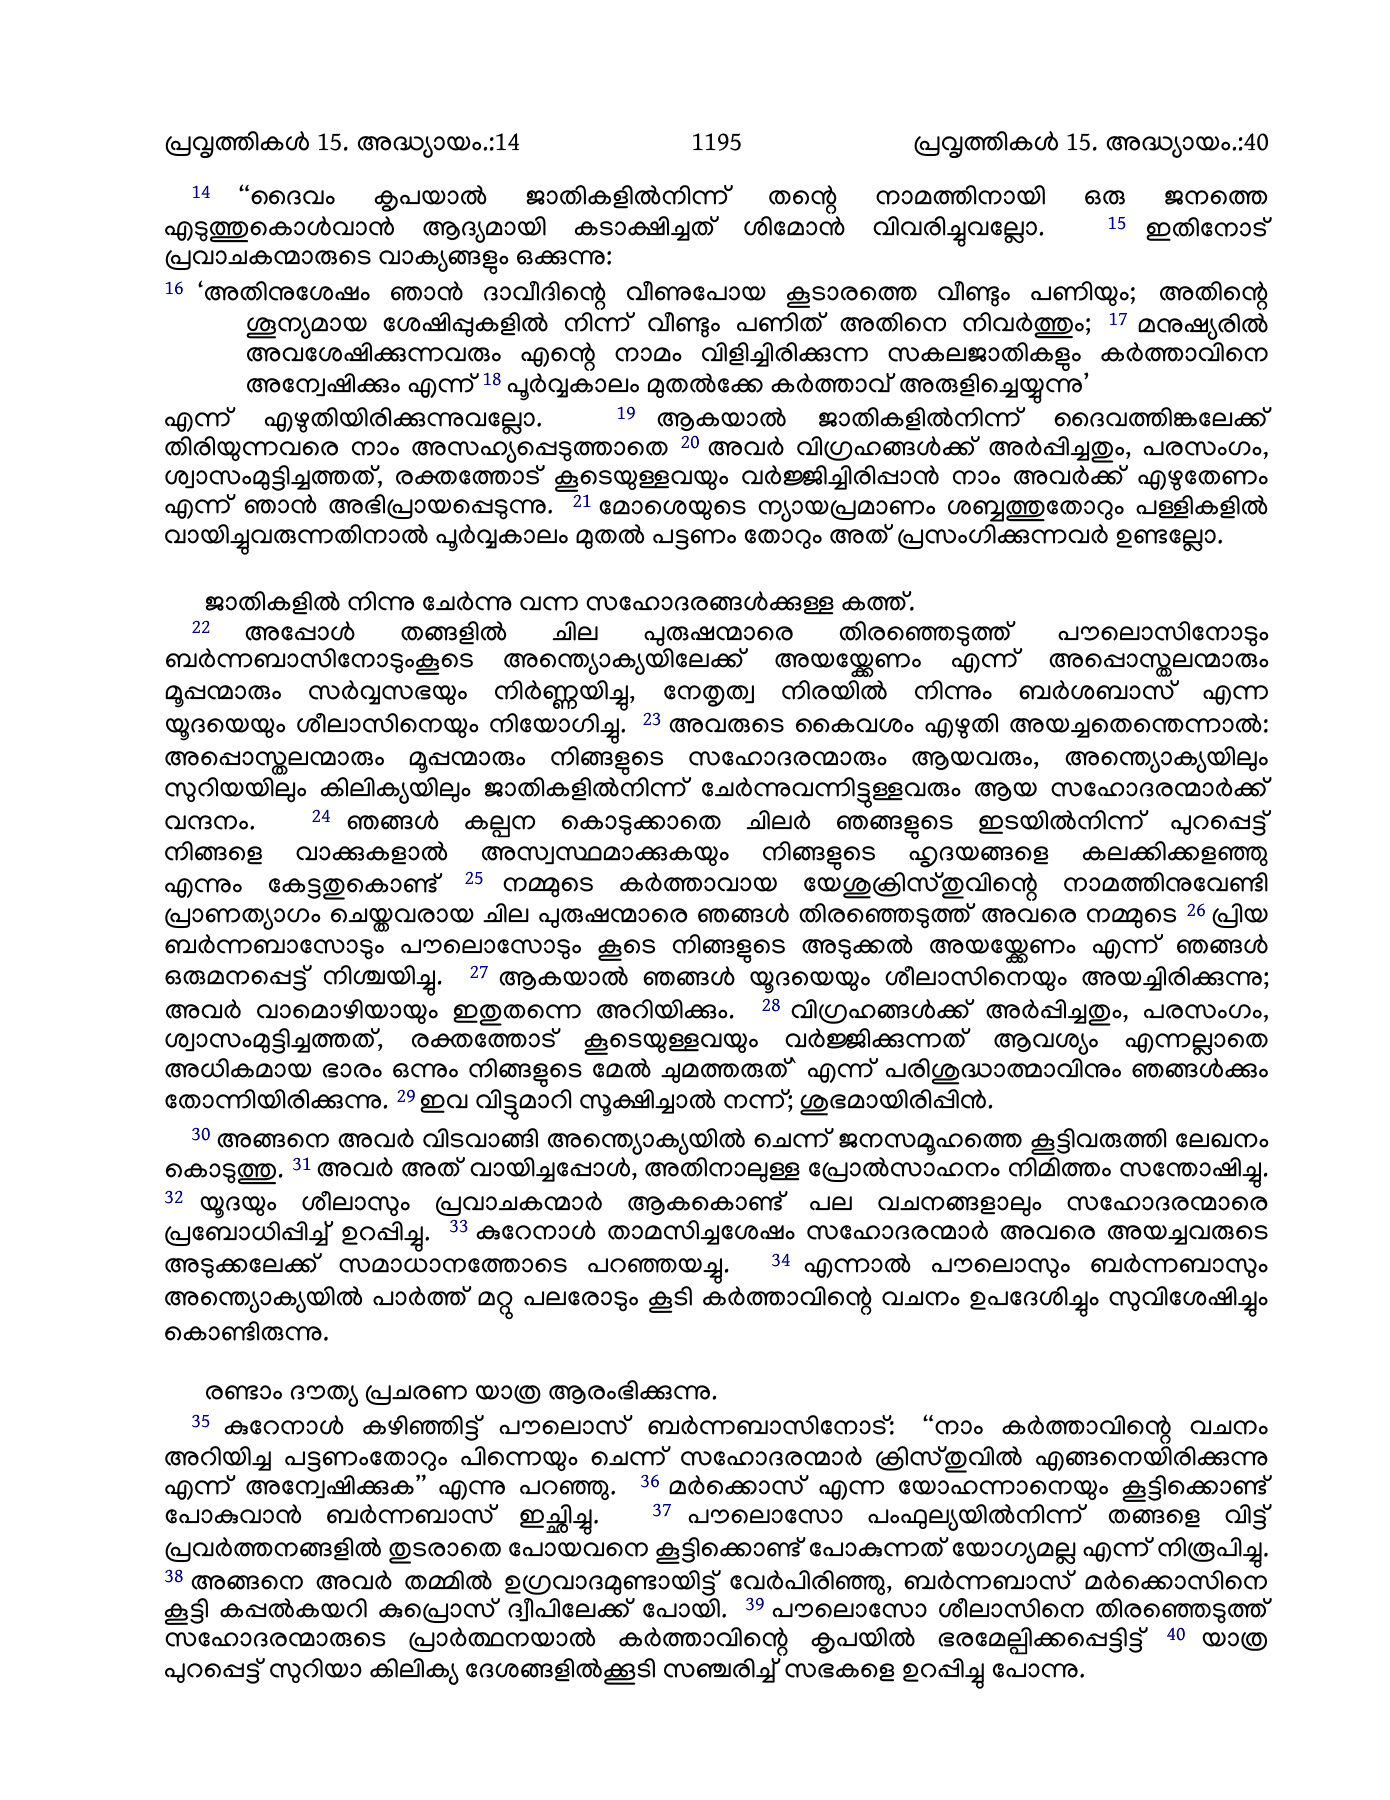 പ്രവൃത്തികൾ 15. അദ്ധ്യായം.:14 1195 പ്രവൃത്തികൾ 15. അദ്ധ്യായം.:40
14 “ദൈവം കൃപയാൽ ജാതികളിൽനിന്ന് തന്റെ നാമത്തിനായി ഒരു ജനത്തെ
എടുത്തുകൊൾവാൻ ആദ്യമായി കടാക്ഷിച്ചത് ശിമോൻ വിവരിച്ചുവല്ലോ. 15 ഇതിനോട്
പ്രവാചകന്മാരുടെ വാക്യങ്ങളും ഒക്കുന്നു:
16 ‘അതിനുശേഷം ഞാൻ ദാവീദിന്റെ വീണുപോയ കൂടാരത്തെ വീണ്ടും പണിയും; അതിന്റെ
ശൂന്യമായ ശേഷിപ്പുകളിൽ നിന്ന് വീണ്ടും പണിത് അതിനെ നിവർത്തും; 17 മനുഷ്യരിൽ
അവശേഷിക്കുന്നവരും എന്റെ നാമം വിളിച്ചിരിക്കുന്ന സകലജാതികളും കർത്താവിനെ
അന്വേഷിക്കും എന്ന് 18 പൂർവ്വകാലം മുതൽക്കേ കർത്താവ് അരുളിച്ചെയ്യുന്നു’
എന്ന് എഴുതിയിരിക്കുന്നുവല്ലോ. 19 ആകയാൽ ജാതികളിൽനിന്ന് ദൈവത്തിങ്കലേക്ക്
തിരിയുന്നവരെ നാം അസഹ്യപ്പെടുത്താതെ 20 അവർ വിഗ്രഹങ്ങൾക്ക് അർപ്പിച്ചതും, പരസംഗം,
ശ്വാസംമുട്ടിച്ചത്തത്, രക്തത്തോട് കൂടെയുള്ളവയും വർജ്ജിച്ചിരിപ്പാൻ നാം അവർക്ക് എഴുതേണം
എന്ന് ഞാൻ അഭിപ്രായപ്പെടുന്നു. 21 മോശെയുടെ ന്യായപ്രമാണം ശബ്ബത്തുതോറും പള്ളികളിൽ
വായിച്ചുവരുന്നതിനാൽ പൂർവ്വകാലം മുതൽ പട്ടണം തോറും അത് പ്രസംഗിക്കുന്നവർ ഉണ്ടല്ലോ.
ജാതികളിൽ നിന്നു ചേർന്നു വന്ന സഹോദരങ്ങൾക്കുള്ള കത്ത്.
22 അപ്പോൾ തങ്ങളിൽ ചില പുരുഷന്മാരെ തിരഞ്ഞെടുത്ത് പൗലൊസിനോടും
ബർന്നബാസിനോടുംകൂടെ അന്ത്യൊക്യയിലേക്ക് അയയ്ക്കേണം എന്ന് അപ്പൊസ്തലന്മാരും
മൂപ്പന്മാരും സർവ്വസഭയും നിർണ്ണയിച്ചു, നേതൃത്വ നിരയിൽ നിന്നും ബർശബാസ് എന്ന
യൂദയെയും ശീലാസിനെയും നിയോഗിച്ചു. 23 അവരുടെ കൈവശം എഴുതി അയച്ചതെന്തെന്നാൽ:
അപ്പൊസ്തലന്മാരും മൂപ്പന്മാരും നിങ്ങളുടെ സഹോദരന്മാരും ആയവരും, അന്ത്യൊക്യയിലും
സുറിയയിലും കിലിക്യയിലും ജാതികളിൽനിന്ന് ചേർന്നുവന്നിട്ടുള്ളവരും ആയ സഹോദരന്മാർക്ക്
വന്ദനം. 24 ഞങ്ങൾ കല്പന കൊടുക്കാതെ ചിലർ ഞങ്ങളുടെ ഇടയിൽനിന്ന് പുറപ്പെട്ട്
നിങ്ങളെ വാക്കുകളാൽ അസ്വസ്ഥമാക്കുകയും നിങ്ങളുടെ ഹൃദയങ്ങളെ കലക്കിക്കളഞ്ഞു
എന്നും കേട്ടതുകൊണ്ട് 25 നമ്മുടെ കർത്താവായ യേശുക്രിസ്തുവിന്റെ നാമത്തിനുവേണ്ടി
പ്രാണത്യാഗം ചെയ്തവരായ ചില പുരുഷന്മാരെ ഞങ്ങൾ തിരഞ്ഞെടുത്ത് അവരെ നമ്മുടെ 26 പ്രിയ
ബർന്നബാസോടും പൗലൊസോടും കൂടെ നിങ്ങളുടെ അടുക്കൽ അയയ്ക്കേണം എന്ന് ഞങ്ങൾ
ഒരുമനപ്പെട്ട് നിശ്ചയിച്ചു. 27 ആകയാൽ ഞങ്ങൾ യൂദയെയും ശീലാസിനെയും അയച്ചിരിക്കുന്നു;
അവർ വാമൊഴിയായും ഇതുതന്നെ അറിയിക്കും. 28 വിഗ്രഹങ്ങൾക്ക് അർപ്പിച്ചതും, പരസംഗം,
ശ്വാസംമുട്ടിച്ചത്തത്, രക്തത്തോട് കൂടെയുള്ളവയും വർജ്ജിക്കുന്നത് ആവശ്യം എന്നല്ലാതെ
അധികമായ ഭാരം ഒന്നും നിങ്ങളുടെ മേൽ ചുമത്തരുത്` എന്ന് പരിശുദ്ധാത്മാവിനും ഞങ്ങൾക്കും
തോന്നിയിരിക്കുന്നു. 29 ഇവ വിട്ടുമാറി സൂക്ഷിച്ചാൽ നന്ന്; ശുഭമായിരിപ്പിൻ.
30 അങ്ങനെ അവർ വിടവാങ്ങി അന്ത്യൊക്യയിൽ ചെന്ന് ജനസമൂഹത്തെ കൂട്ടിവരുത്തി ലേഖനം
കൊടുത്തു. 31 അവർ അത് വായിച്ചപ്പോൾ, അതിനാലുള്ള പ്രോൽസാഹനം നിമിത്തം സന്തോഷിച്ചു.
32 യൂദയും ശീലാസും പ്രവാചകന്മാർ ആകകൊണ്ട് പല വചനങ്ങളാലും സഹോദരന്മാരെ
പ്രബോധിപ്പിച്ച് ഉറപ്പിച്ചു. 33 കുറേനാൾ താമസിച്ചശേഷം സഹോദരന്മാർ അവരെ അയച്ചവരുടെ
അടുക്കലേക്ക് സമാധാനത്തോടെ പറഞ്ഞയച്ചു. 34 എന്നാൽ പൗലൊസും ബർന്നബാസും
അന്ത്യൊക്യയിൽ പാർത്ത് മറ്റു പലരോടും കൂടി കർത്താവിന്റെ വചനം ഉപദേശിച്ചും സുവിശേഷിച്ചും
കൊണ്ടിരുന്നു.
രണ്ടാം ദൗത്യ പ്രചരണ യാത്ര ആരംഭിക്കുന്നു.
35 കുറേനാൾ കഴിഞ്ഞിട്ട് പൗലൊസ് ബർന്നബാസിനോട്: “നാം കർത്താവിന്റെ വചനം
അറിയിച്ച പട്ടണംതോറും പിന്നെയും ചെന്ന് സഹോദരന്മാർ ക്രിസ്തുവിൽ എങ്ങനെയിരിക്കുന്നു
എന്ന് അന്വേഷിക്കുക” എന്നു പറഞ്ഞു. 36 മർക്കൊസ് എന്ന യോഹന്നാനെയും കൂട്ടിക്കൊണ്ട്
പോകുവാൻ ബർന്നബാസ് ഇച്ഛിച്ചു. 37 പൗലൊസോ പംഫുല്യയിൽനിന്ന് തങ്ങളെ വിട്ട്
പ്രവർത്തനങ്ങളിൽ തുടരാതെ പോയവനെ കൂട്ടിക്കൊണ്ട് പോകുന്നത് യോഗ്യമല്ല എന്ന് നിരൂപിച്ചു.
38 അങ്ങനെ അവർ തമ്മിൽ ഉഗ്രവാദമുണ്ടായിട്ട് വേർപിരിഞ്ഞു, ബർന്നബാസ് മർക്കൊസിനെ
കൂട്ടി കപ്പൽകയറി കുപ്രൊസ് ദ്വീപിലേക്ക് പോയി. 39 പൗലൊസോ ശീലാസിനെ തിരഞ്ഞെടുത്ത്
സഹോദരന്മാരുടെ പ്രാർത്ഥനയാൽ കർത്താവിന്റെ കൃപയിൽ ഭരമേല്പിക്കപ്പെട്ടിട്ട് 40 യാത്ര
പുറപ്പെട്ട് സുറിയാ കിലിക്യ ദേശങ്ങളിൽക്കൂടി സഞ്ചരിച്ച് സഭകളെ ഉറപ്പിച്ചു പോന്നു.